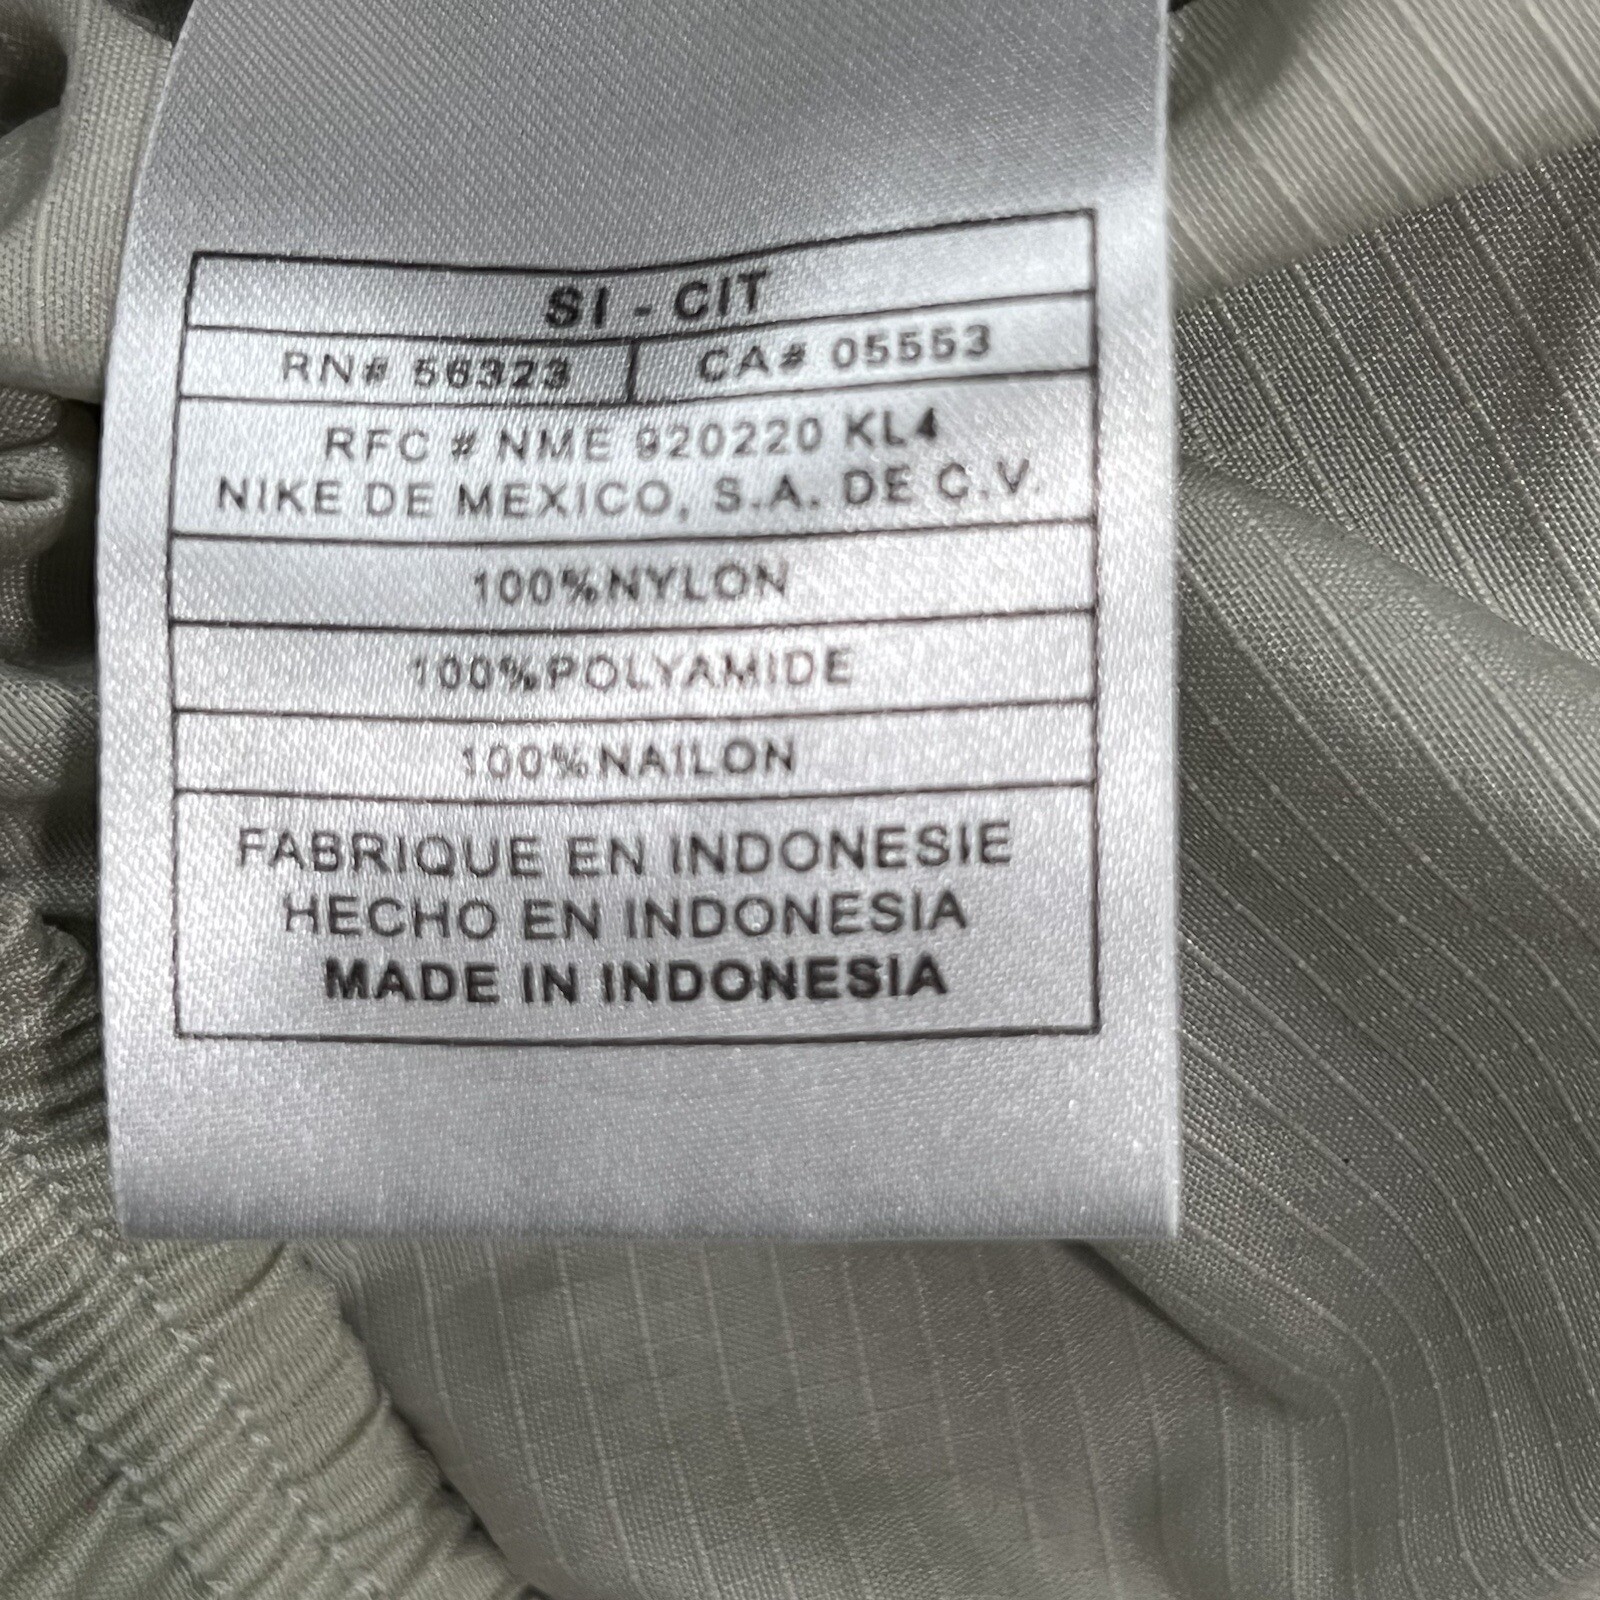 SI - CIT
RN# 56323 CA# 05553
RFC # NME 920220 KL4
NIKE DE MEXICO, S.A. DE C.V.
100%NYLON
100%POLYAMIDE
100%NAILON
FABRIQUE EN INDONESIE
HECHO EN INDONESIA
MADE IN INDONESIA